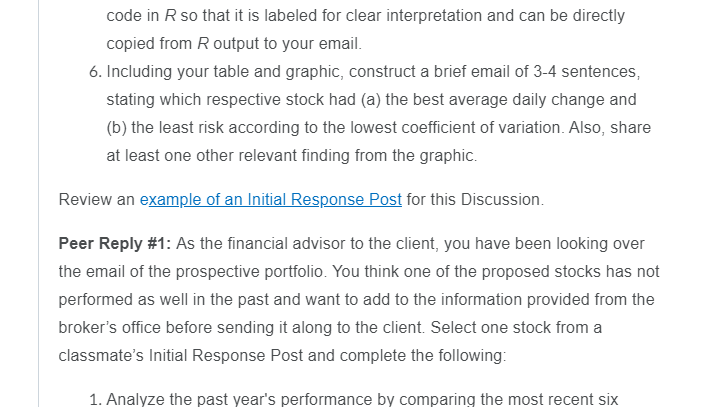 code in R so that it is labeled for clear interpretation and can be directly
copied from R output to your email.
6. Including your table and graphic, construct a brief email of 3-4 sentences,
stating which respective stock had (a) the best average daily change and
(b) the least risk according to the lowest coefficient of variation. Also, share
at least one other relevant finding from the graphic.
Review an example of an Initial Response Post for this Discussion.
Peer Reply #1: As the financial advisor to the client, you have been looking over
the email of the prospective portfolio. You think one of the proposed stocks has not
performed as well in the past and want to add to the information provided from the
broker's office before sending it along to the client. Select one stock from a
classmate's Initial Response Post and complete the following:
1. Analyze the past year's performance by comparing the most recent six